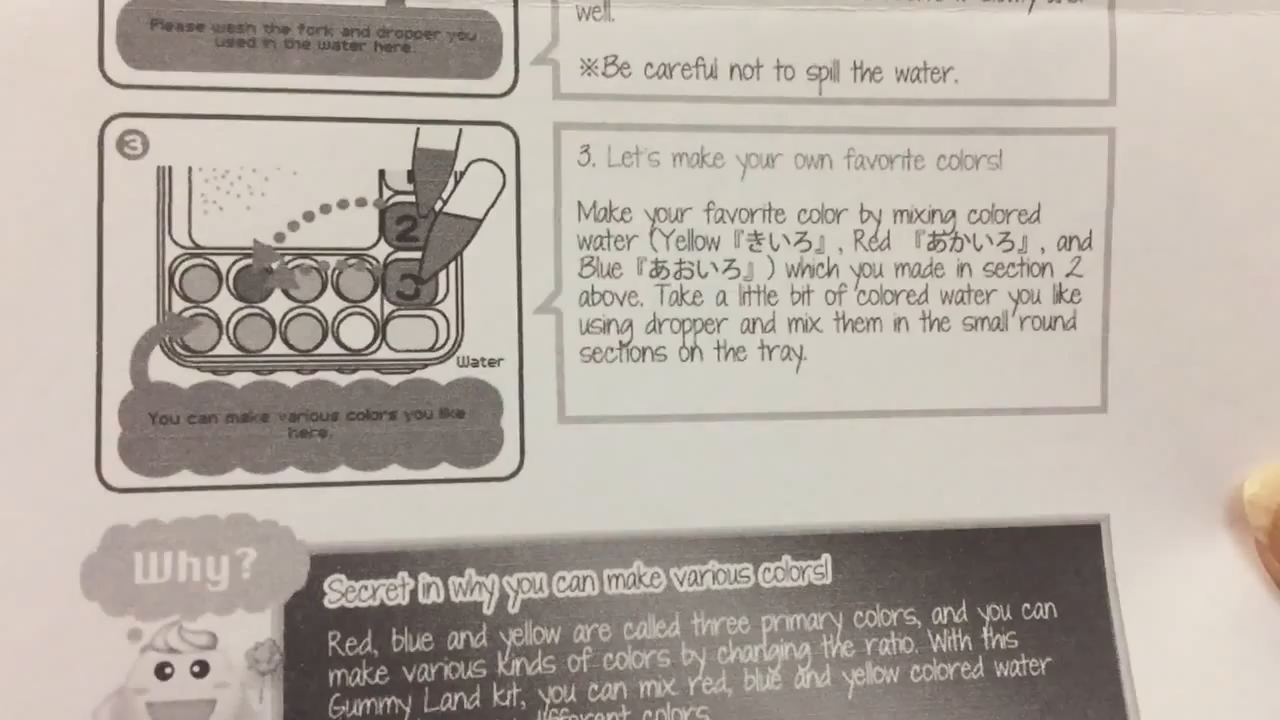 Please wash the fork and dropper you
used in the water here.
well.
※Be careful not to spill the water.
3
2
3
Water
You can make various colors you like
here.
3. Let's make your own favorite colors!
Make your favorite color by mixing colored
water (Yellow『きいろ』, Red 『あかいろ』, and
Blue『あおいろ』) which you made in section 2
above. Take a little bit of colored water you like
using dropper and mix them in the small round
sections on the tray.
Why?
Secret in why you can make various colors!
Red, blue and yellow are called three primary colors, and you can
make various kinds of colors by changing the ratio. With this
Gummy Land kit, you can mix red, blue and yellow colored water
different colors.